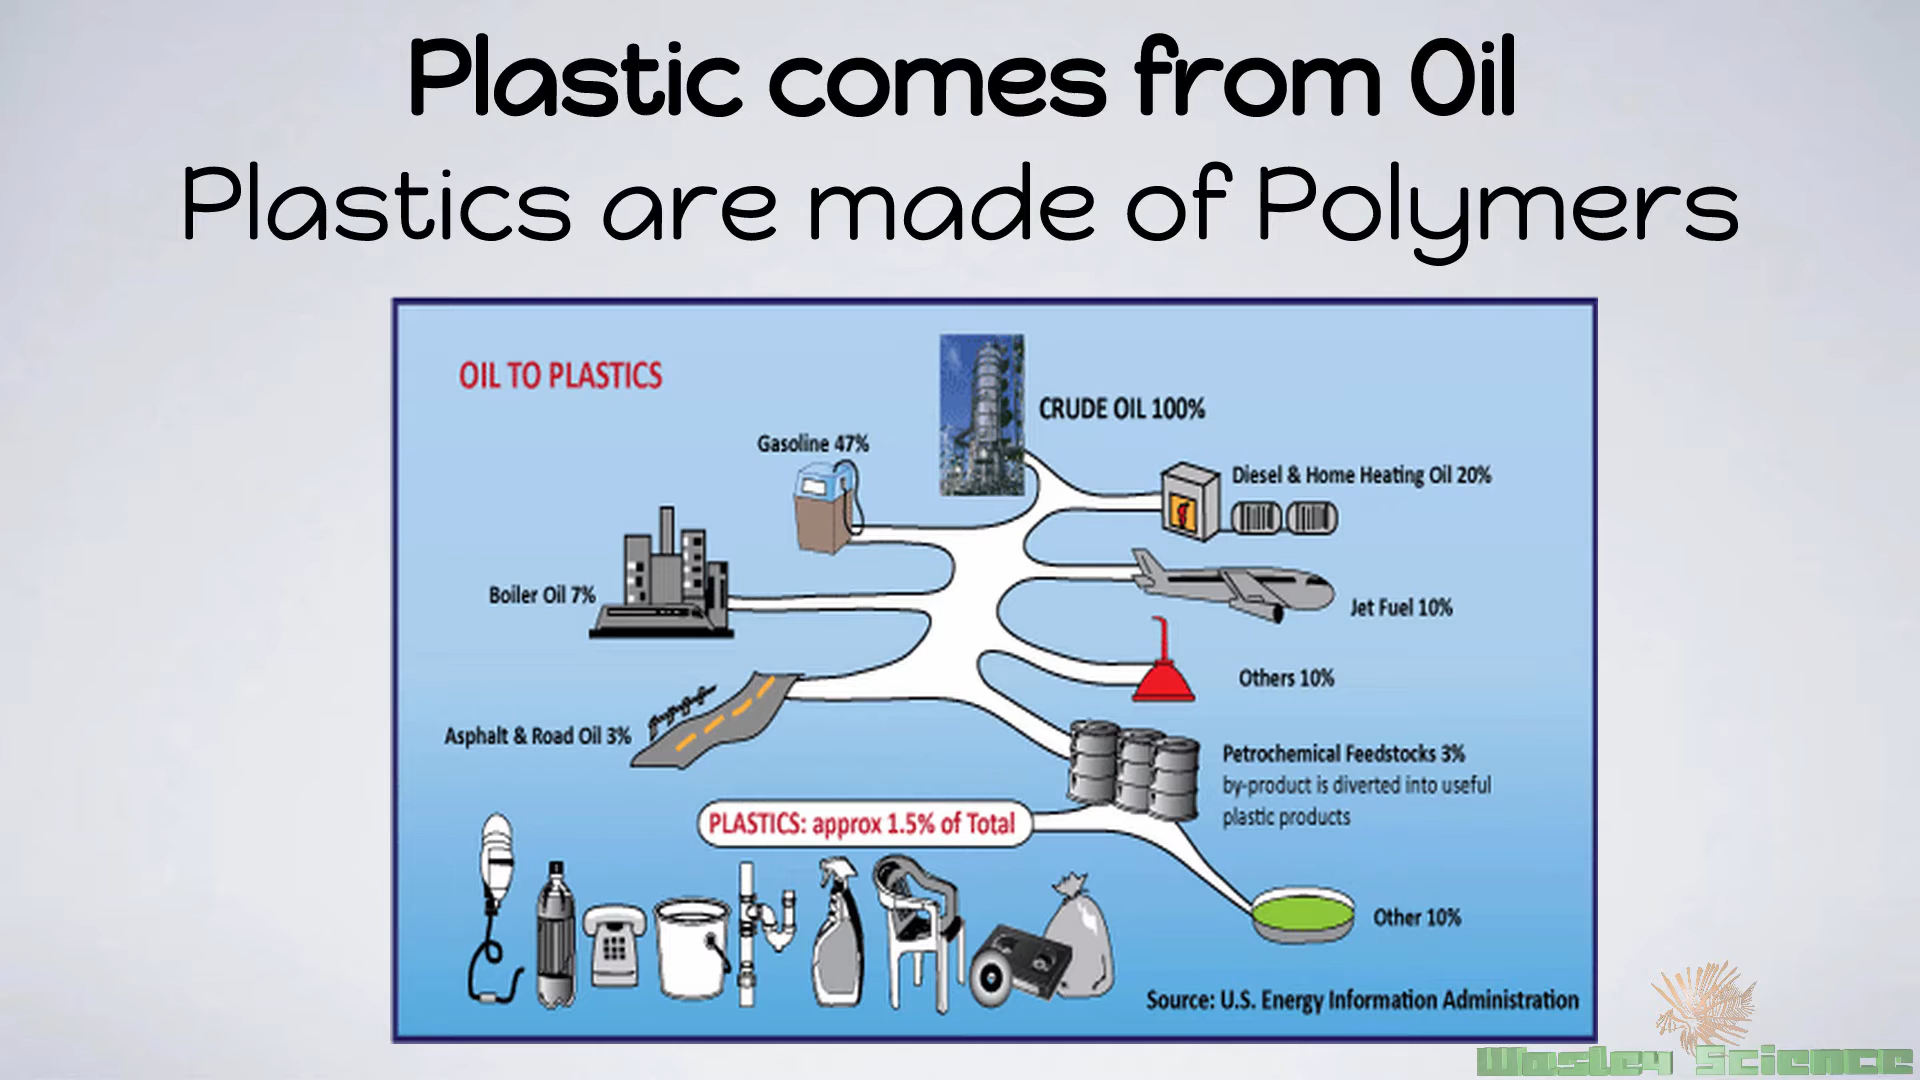 Plastic comes from Oil
Plastics are made of Polymers
OIL TO PLASTICS
CRUDE OIL 100%
Gasoline 47%
Diesel & Home Heating Oil 20%
Boiler Oil 7%
Jet Fuel 10%
Others 10%
Asphalt & Road Oil 3%
Petrochemical Feedstocks 3%
by-product is diverted into useful
plastic products
PLASTICS: approx 1.5% of Total
Other 10%
Source: U.S. Energy Information Administration
Wasley Science